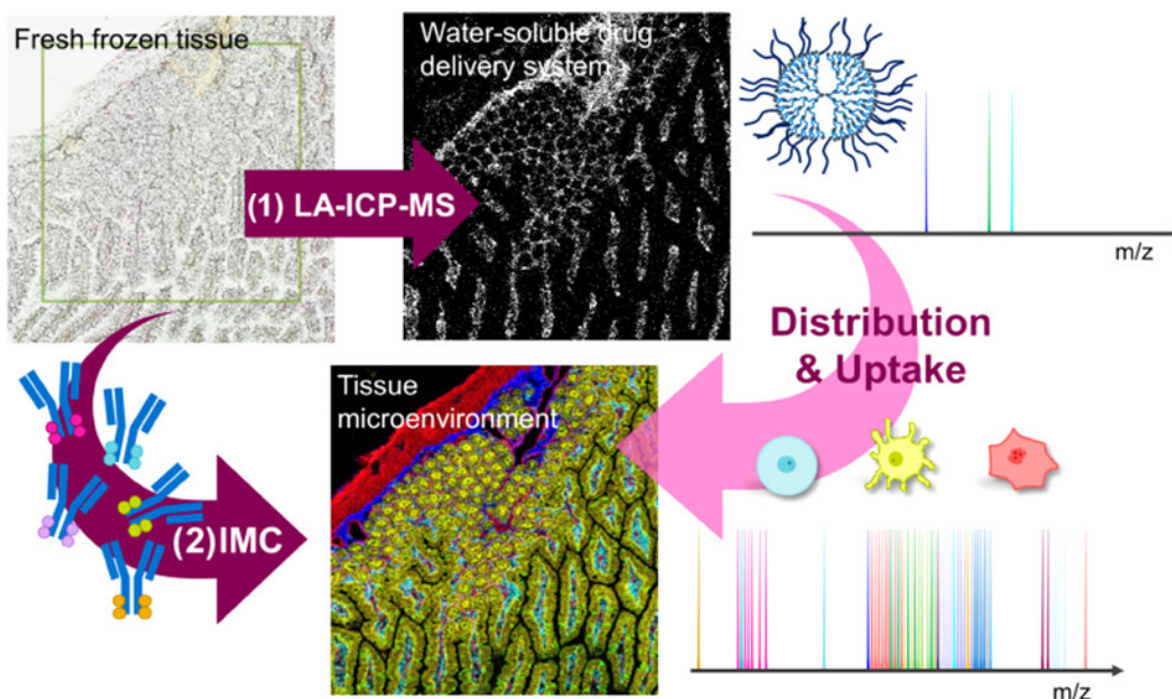 Fresh frozen tissue
Water-soluble drug
delivery system
(1) LA-ICP-MS
m/z
Distribution
& Uptake
Tissue
microenvironment
(2) IMC
m/z